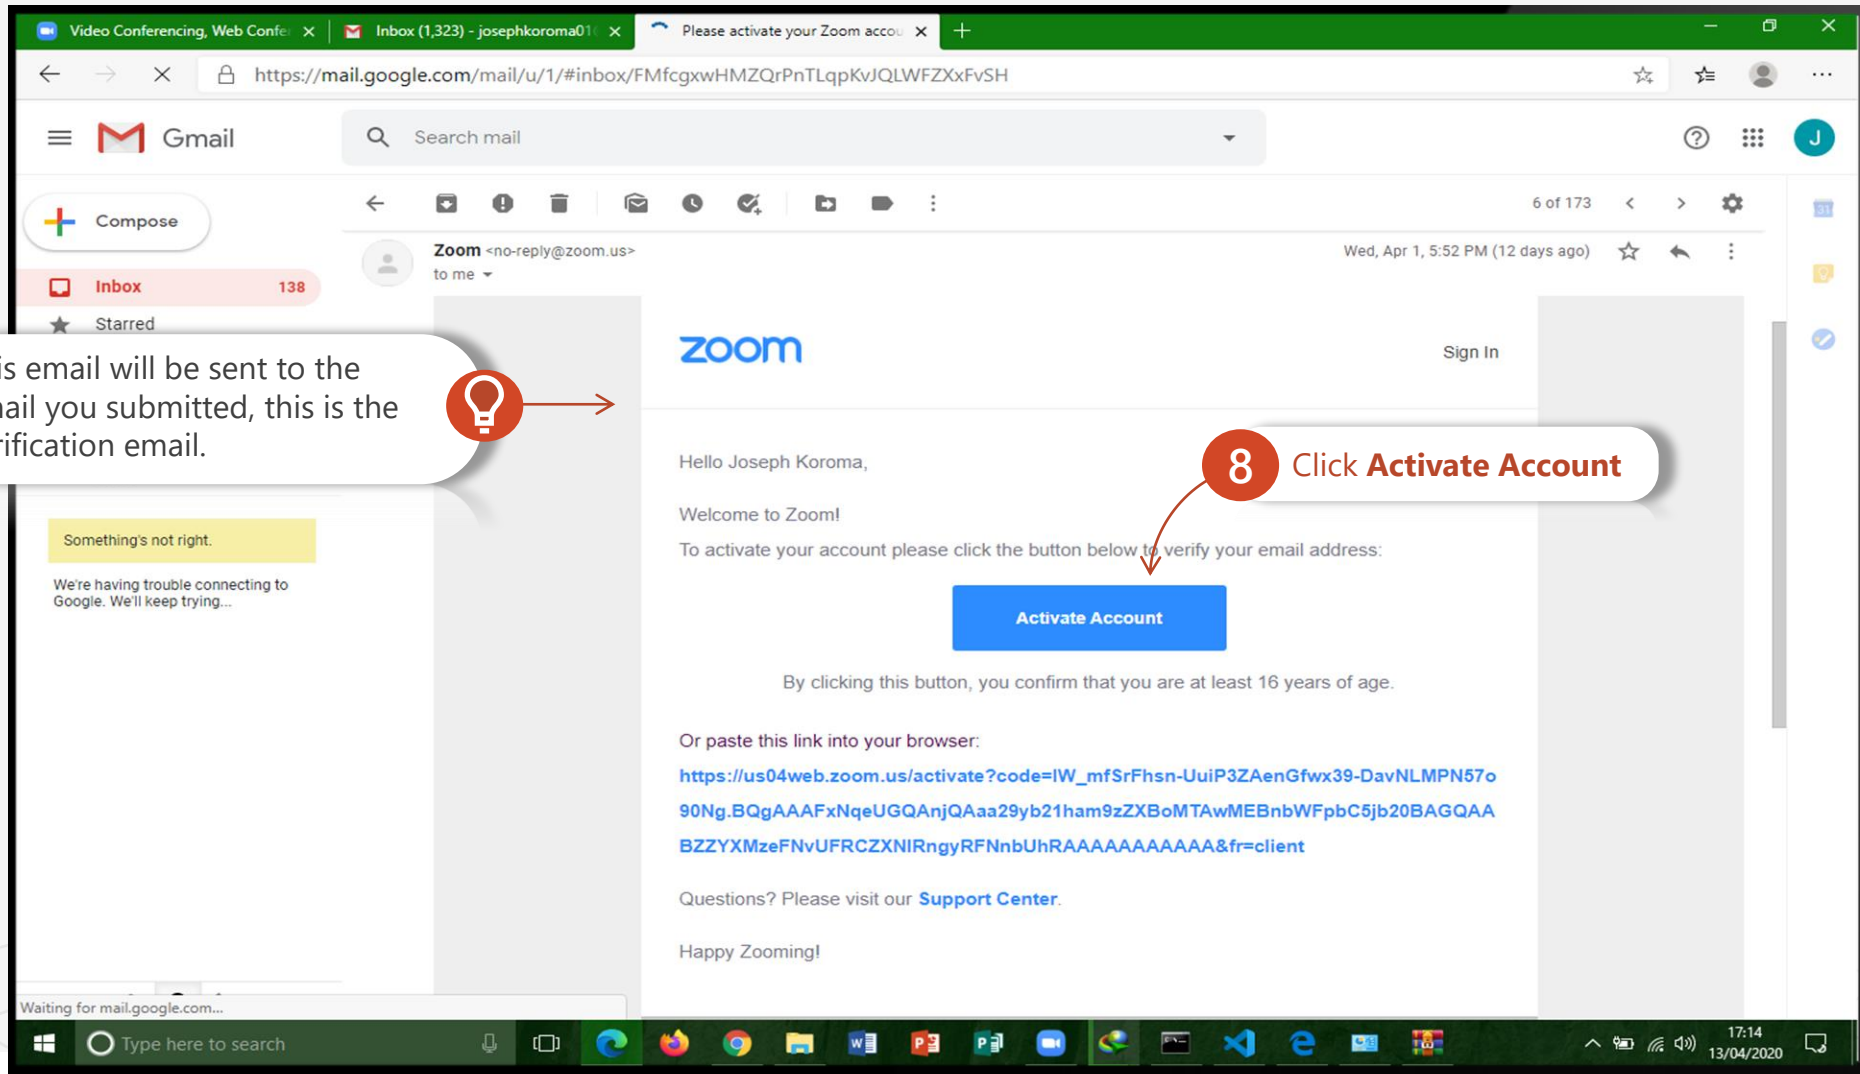 Video Conferencing, Web Confe
Inbox (1,323) - josephkoroma01
Please activate your Zoom accou
https://mail.google.com/mail/u/1/#inbox/FMfcgxwHMZQrPnTLqpKvJQLWFZXxFvSH
Gmail
Search mail
J
Compose
6 of 173
31
Zoom <no-reply@zoom.us>
Wed, Apr 1, 5:52 PM (12 days ago)
to me
Inbox 138
Starred
is email will be sent to the
nail you submitted, this is the
rification email.
zoom
Sign In
8 Click Activate Account
Hello Joseph Koroma,
Welcome to Zoom!
To activate your account please click the button below to verify your email address:
Something's not right.
We're having trouble connecting to
Google. We'll keep trying...
Activate Account
By clicking this button, you confirm that you are at least 16 years of age.
Or paste this link into your browser:
https://us04web.zoom.us/activate?code=lW_mfSrFhsn-UuiP3ZAenGfwx39-DavNLMPN57o
90Ng.BQgAAAFxNqeUGQAnjQAaa29yb21ham9zZXBoMTAwMEBnbWFpbC5jb20BAGQAA
BZZYXMzeFNvUFRCZXNIRngyRFNnbUhRAAAAAAAAAAA&fr=client
Questions? Please visit our Support Center.
Happy Zooming!
Waiting for mail.google.com...
Type here to search
17:14
13/04/2020